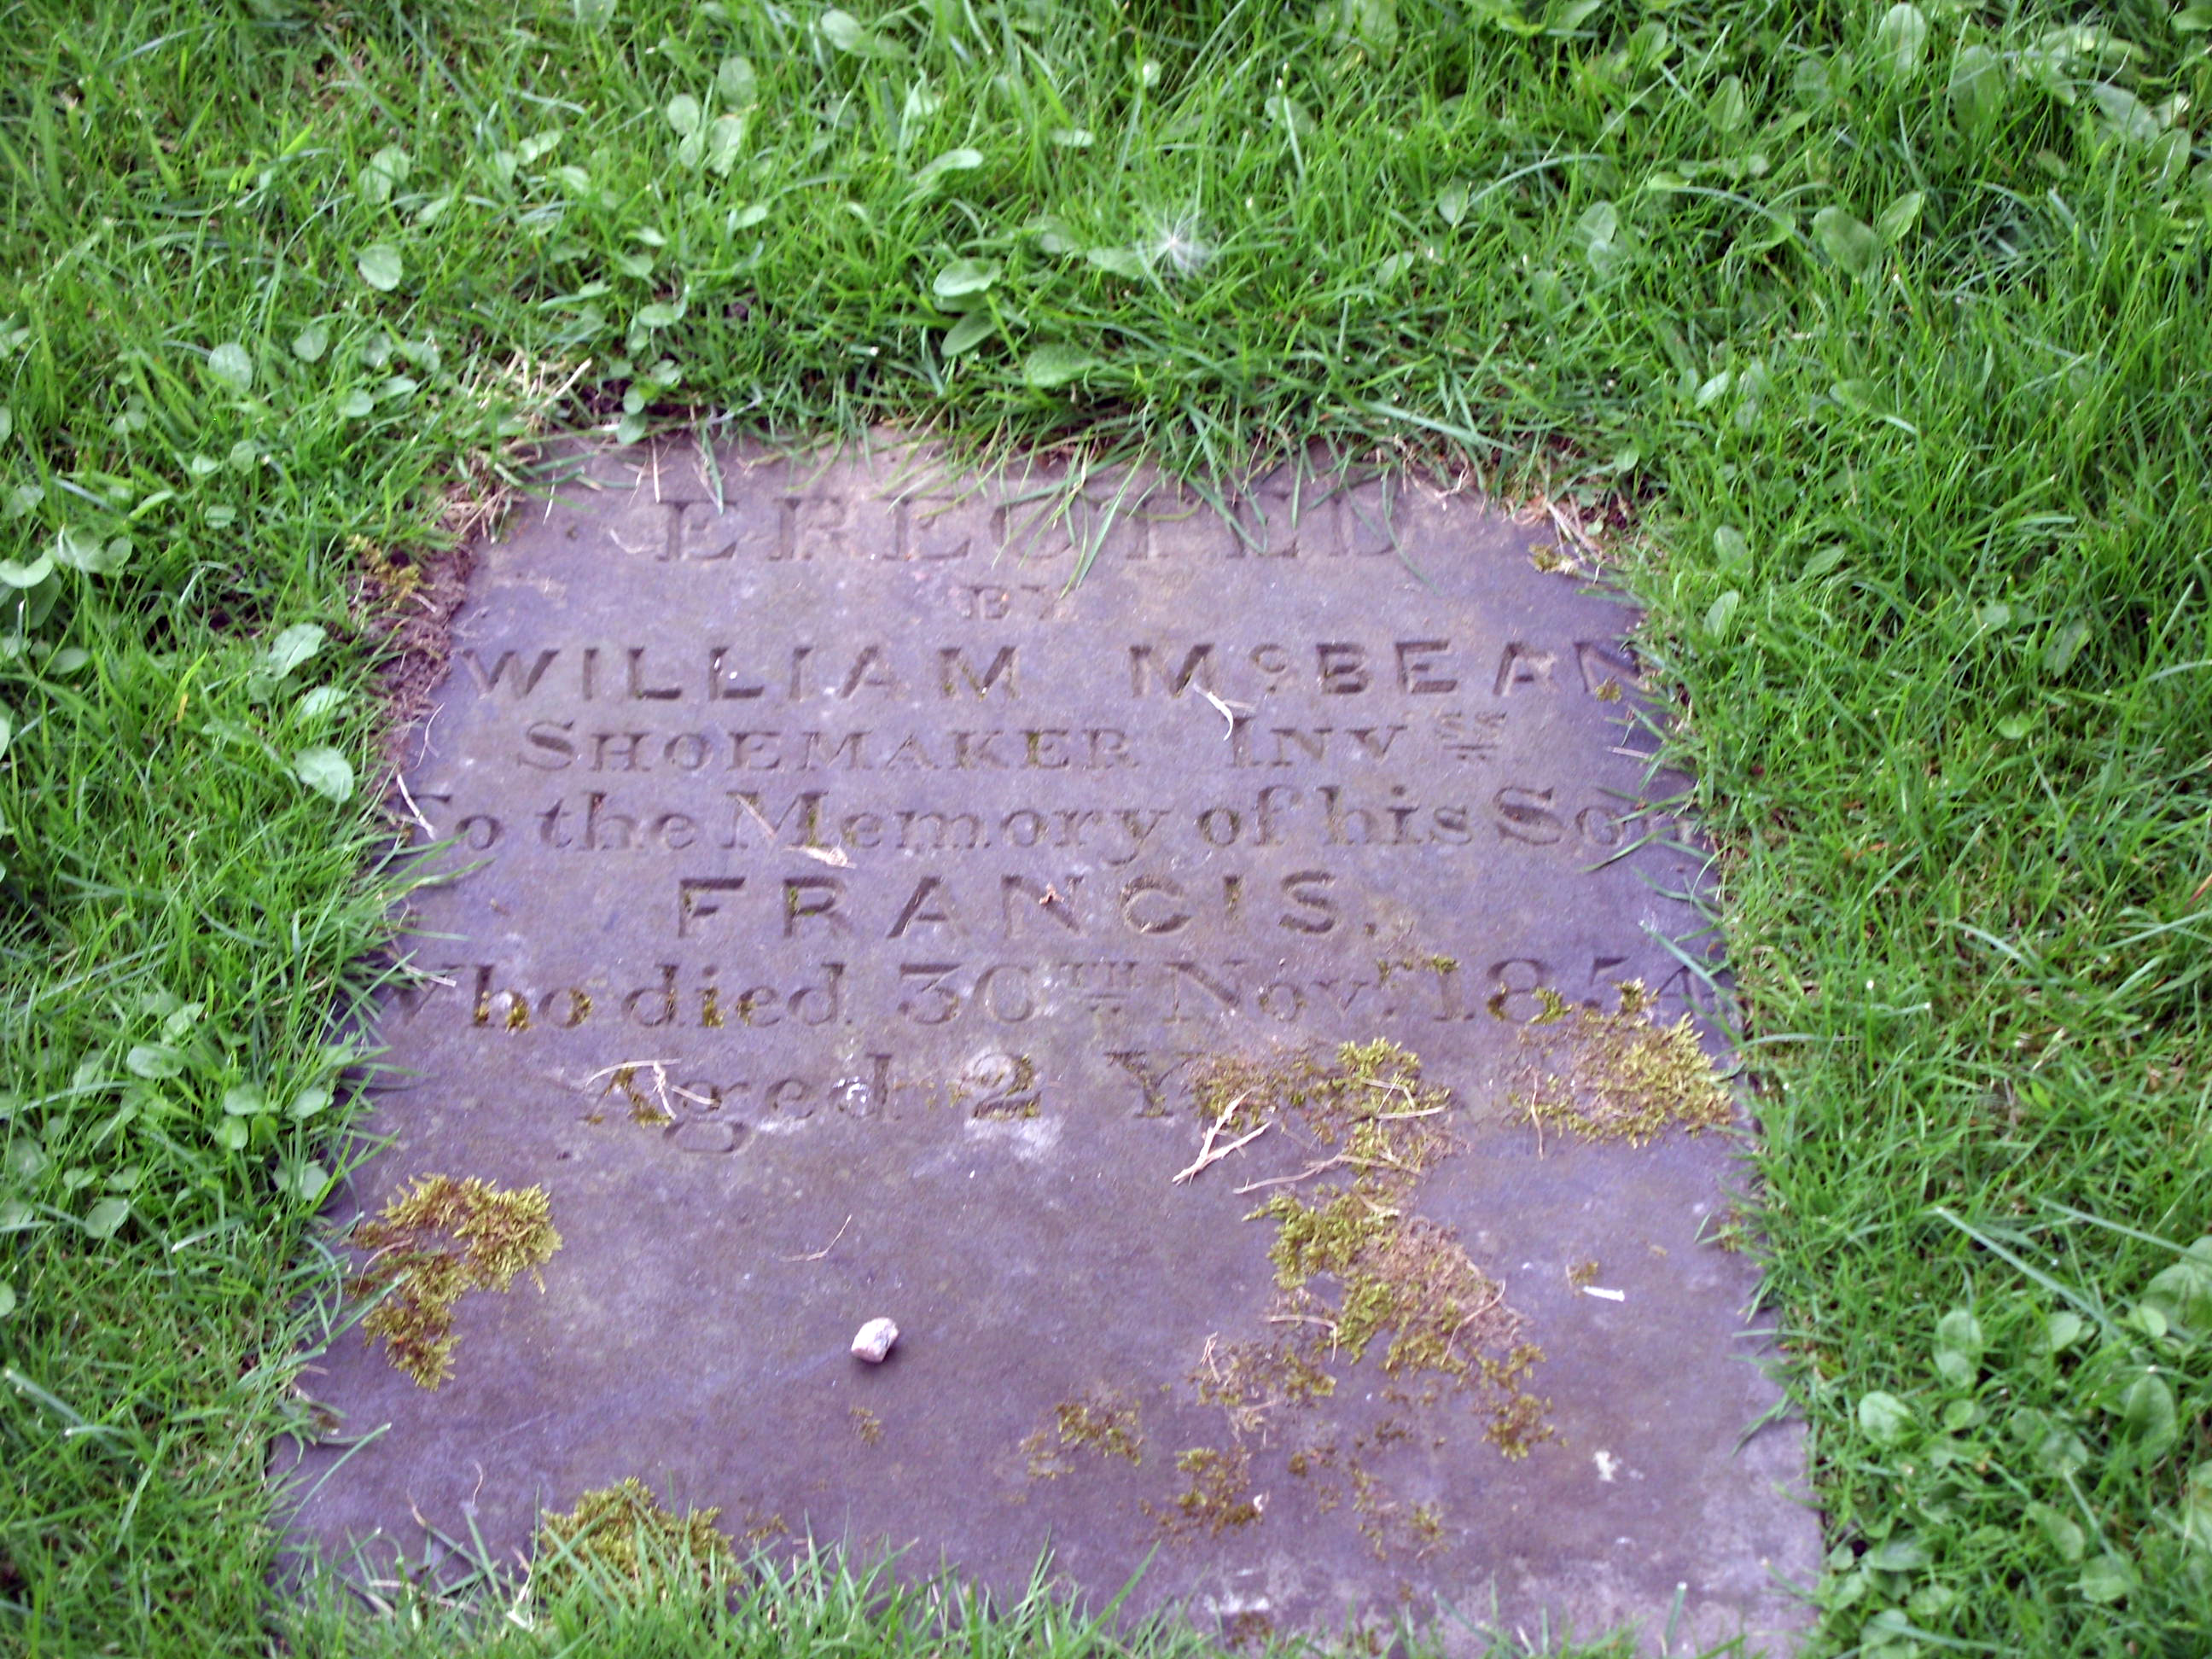 ERECTED
BY
WILLIAM McBEAN
SHOEMAKER INVSS
To the Memory of his Son
FRANCIS.
Who died 30TH Novr. 1854
Aged 2